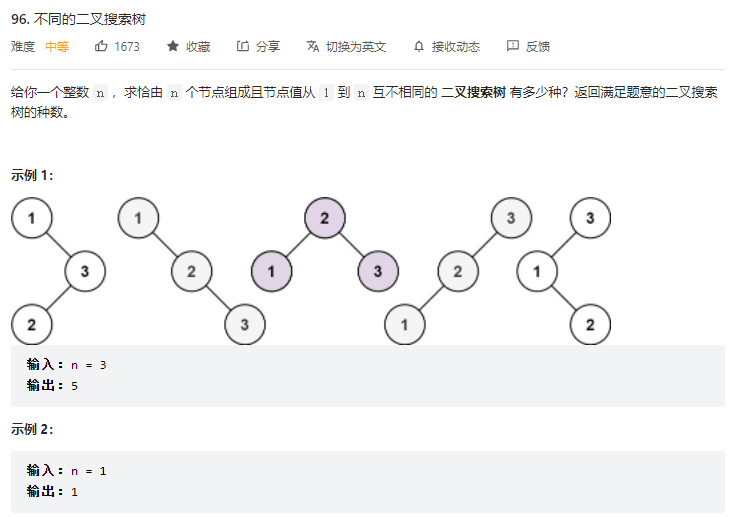 96. 不同的二叉搜索树
难度 中等 1673 收藏 分享 切换为英文 接收动态 反馈
给你一个整数 n ，求恰由 n 个节点组成且节点值从 1 到 n 互不相同的 二叉搜索树 有多少种？返回满足题意的二叉搜索
树的种数。
示例 1：
1 1 2 3 3
3 2 1 3 2 1
2 3 1 2
输入：n = 3
输出：5
示例 2：
输入：n = 1
输出：1